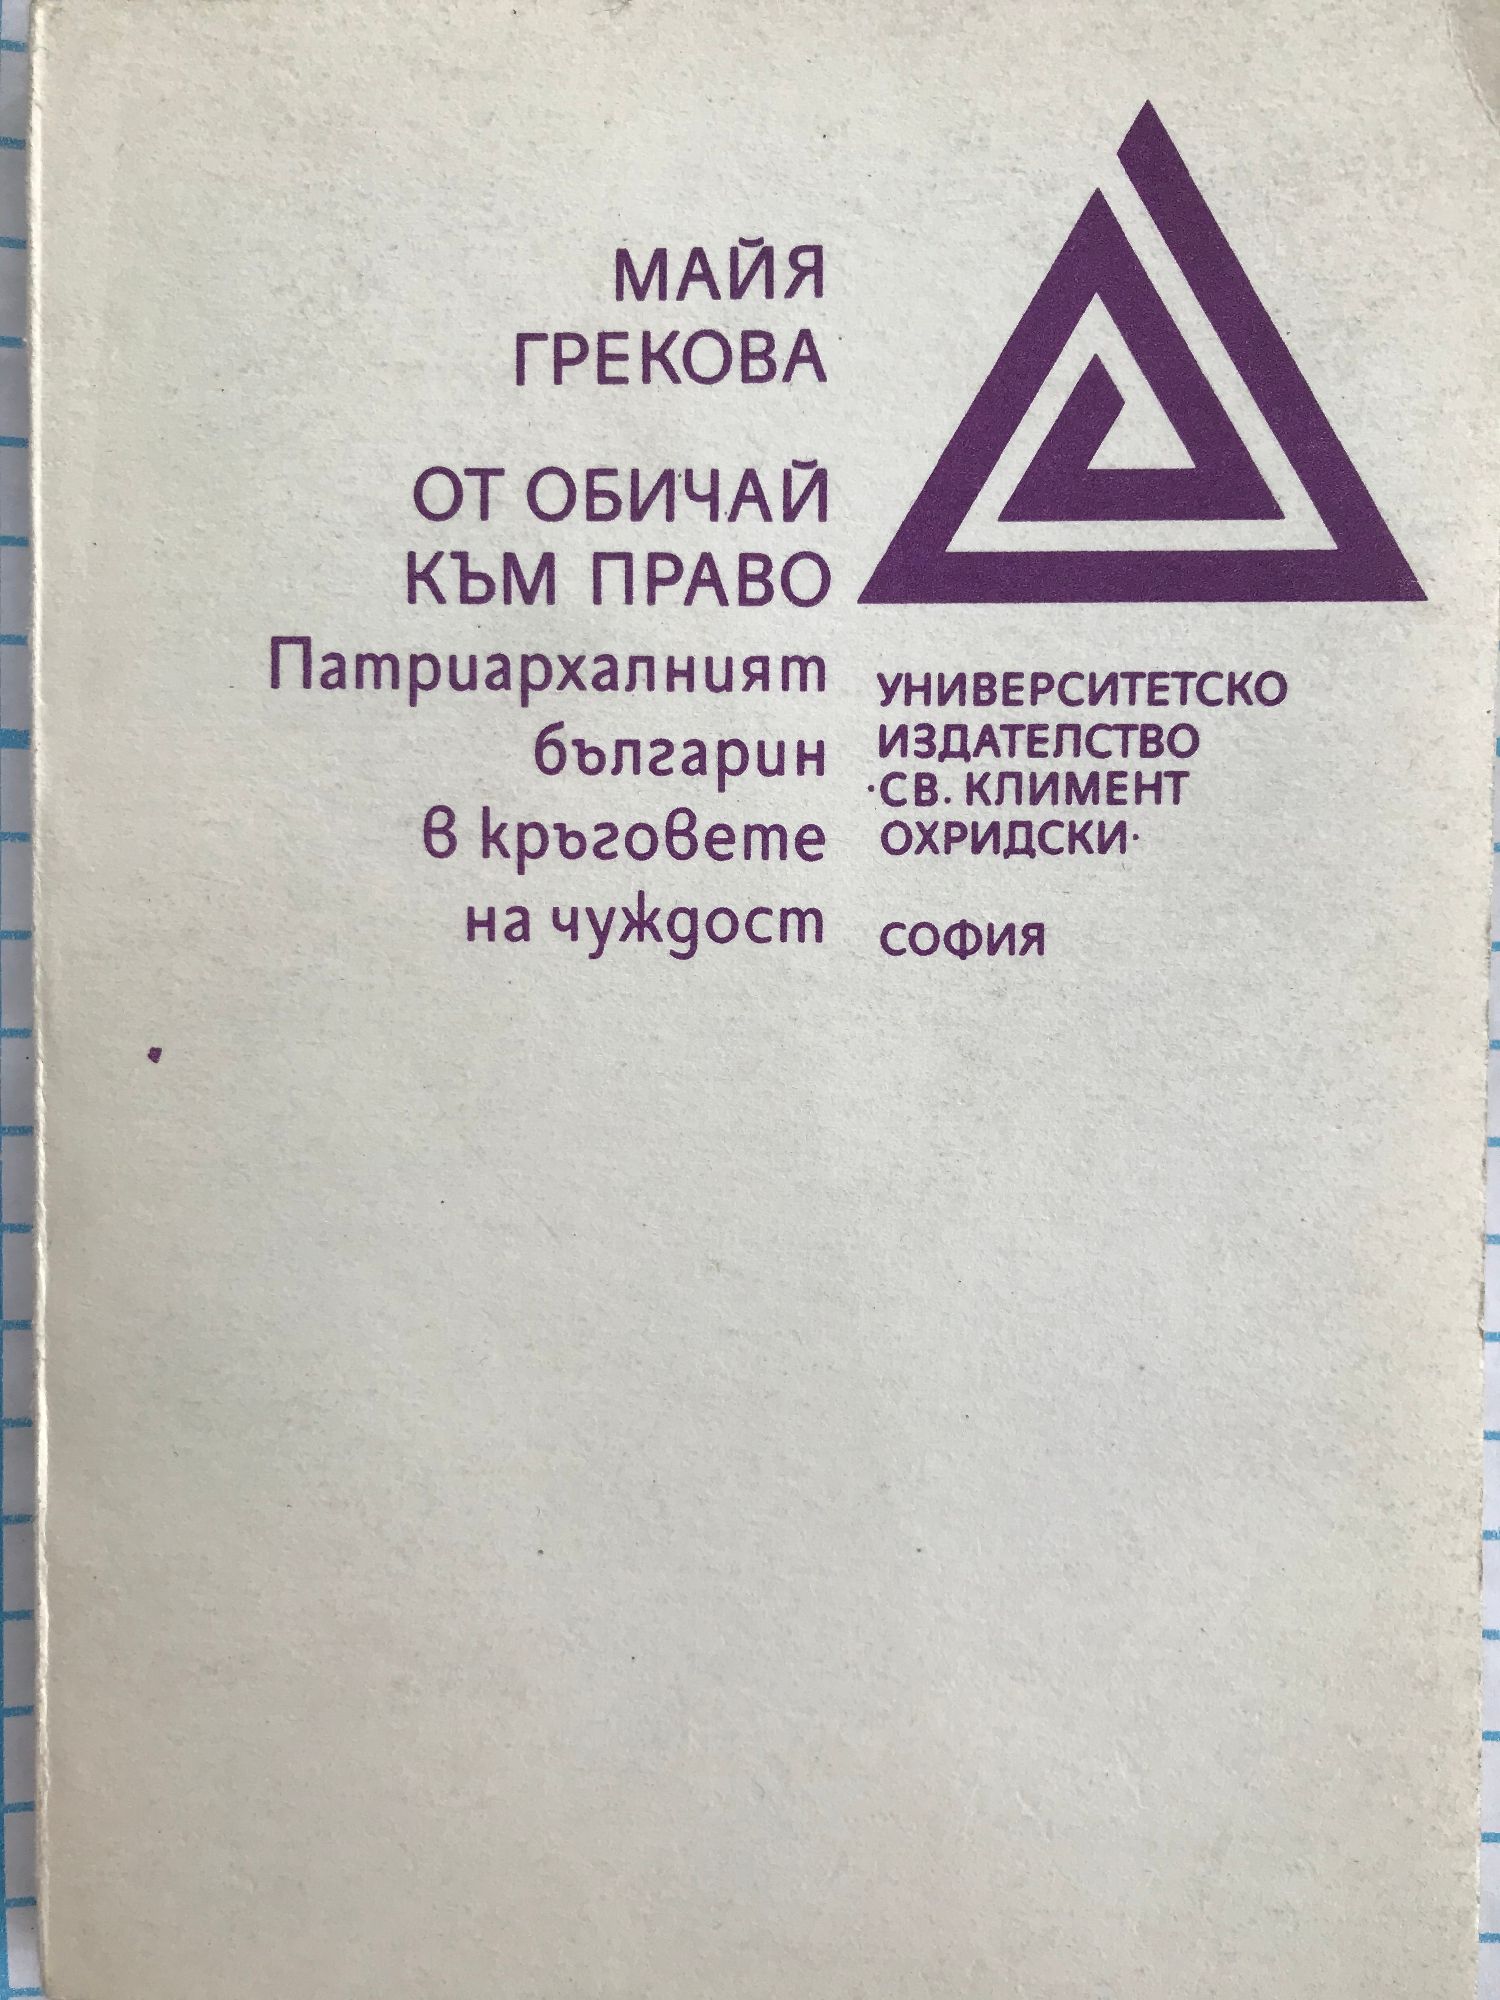 МАЙЯ
ГРЕКОВА
ОТ ОБИЧАЙ
КЪМ ПРАВО
Патриархалният
българин
в кръговете
на чуждост
УНИВЕРСИТЕТСКО
ИЗДАТЕЛСТВО
·СВ. КЛИМЕНТ
ОХРИДСКИ·
СОФИЯ